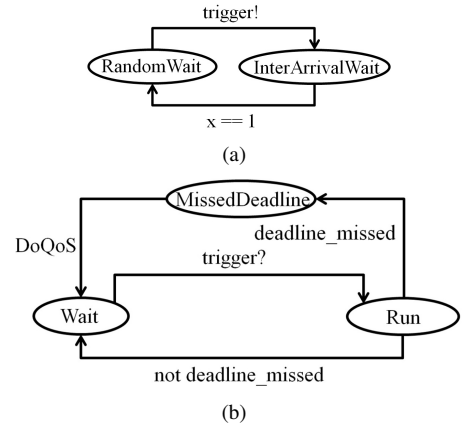 trigger!
RandomWait
InterArrivalWait
x == 1
(a)
MissedDeadline
DoQoS
deadline_missed
trigger?
Wait
Run
not deadline_missed
(b)